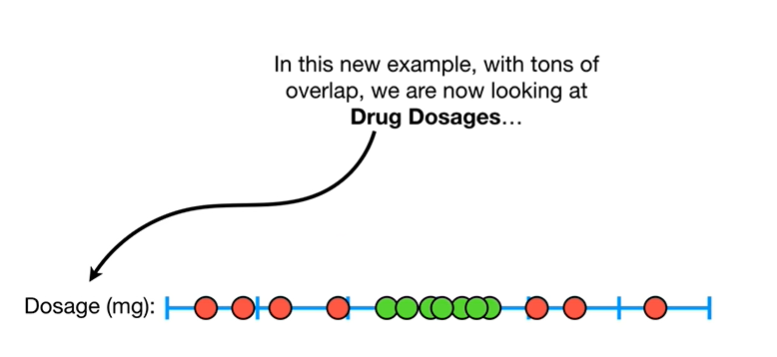 In this new example, with tons of
overlap, we are now looking at
Drug Dosages...
Dosage (mg):